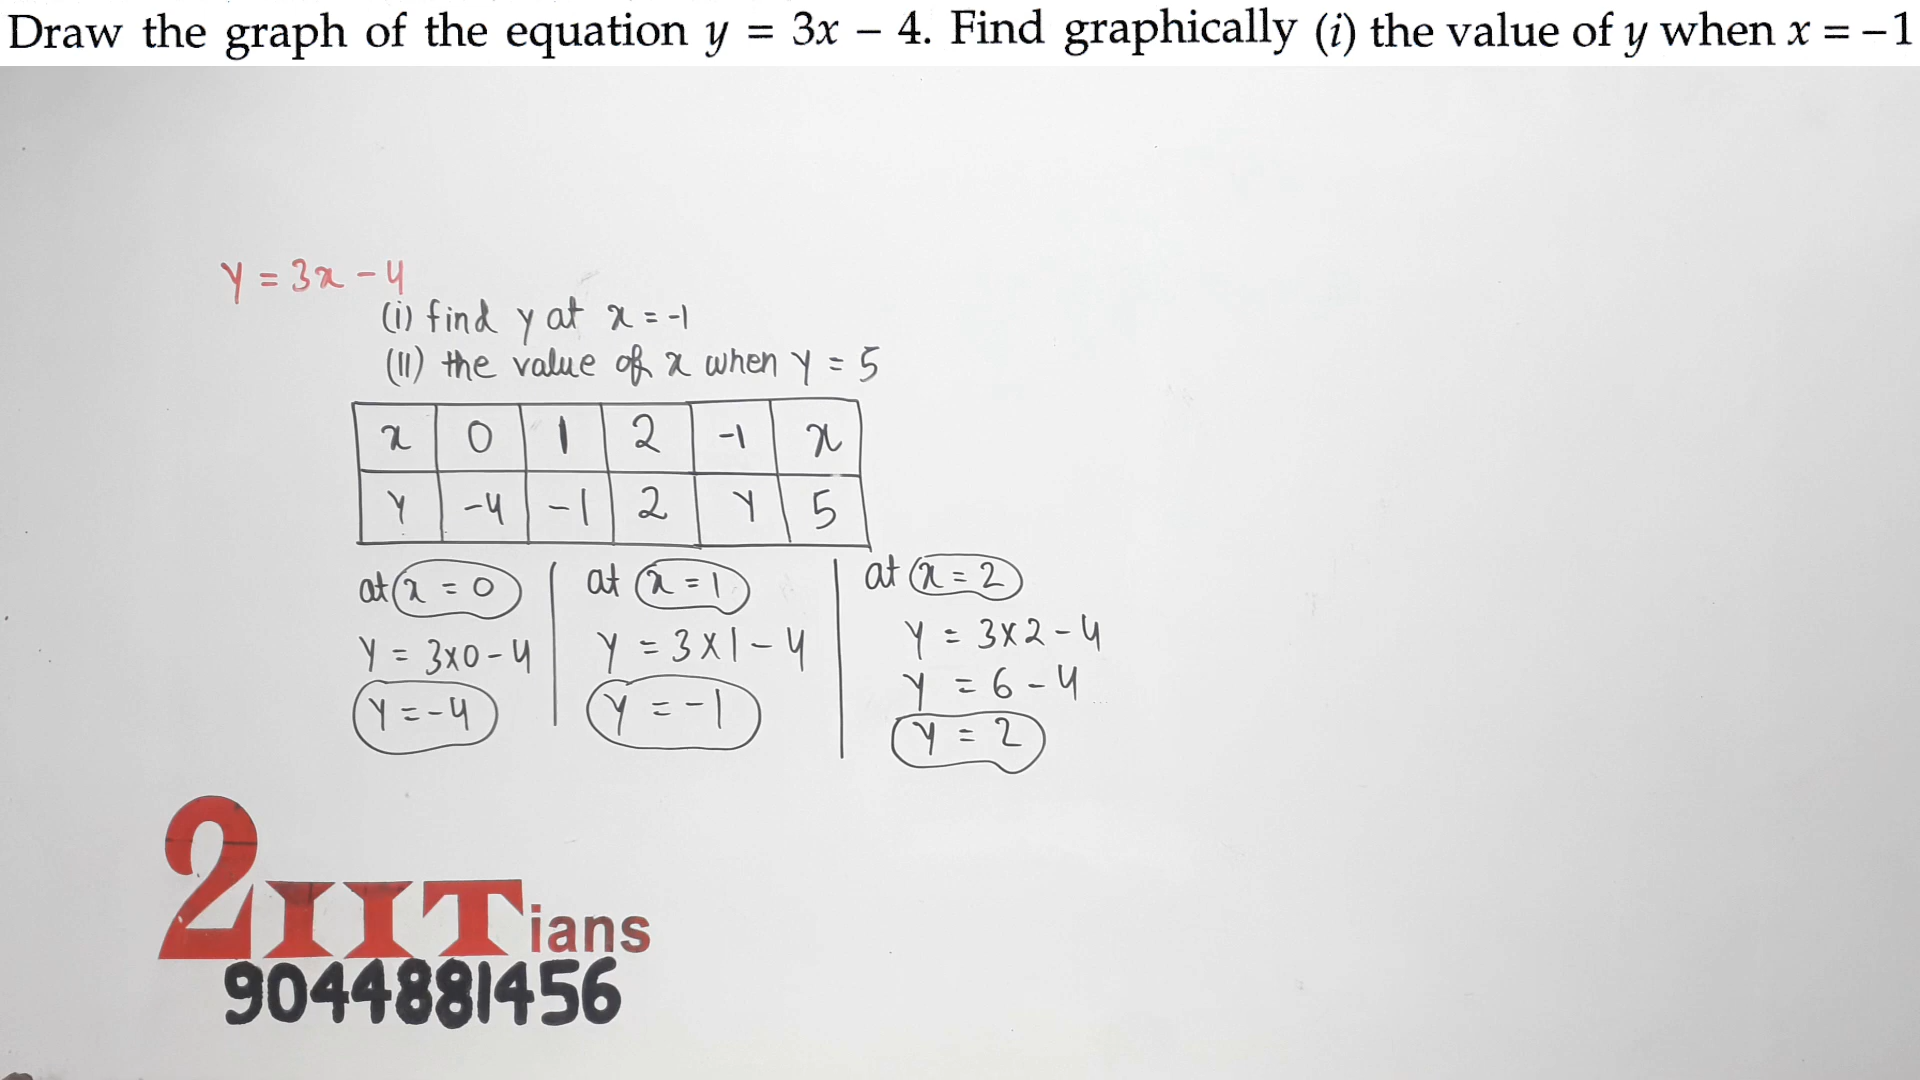 Draw the graph of the equation y = 3x – 4. Find graphically (i) the value of y when x = –1
y = 3x - 4
(i) find y at x = -1
(II) the value of x when y = 5
x 0 1 2 -1 x
y -4 -1 2 y 5
at x = 0
y = 3x0 - 4
y = -4
at x = 1
y = 3x1 - 4
y = -1
at x = 2
y = 3x2 - 4
y = 6 - 4
y = 2
2IITians
9044881456